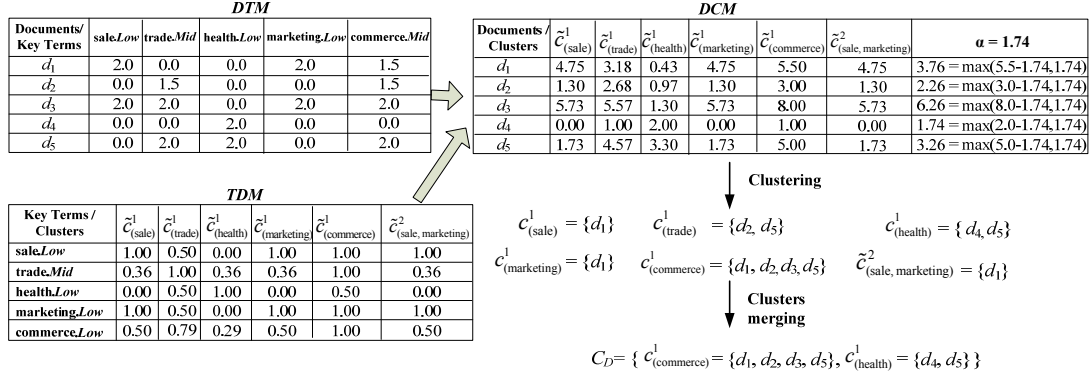 DTM
Documents/ Key Terms sale.Low trade.Mid health.Low marketing.Low commerce.Mid
d1 2.0 0.0 0.0 2.0 1.5
d2 0.0 1.5 0.0 0.0 1.5
d3 2.0 2.0 0.0 2.0 2.0
d4 0.0 0.0 2.0 0.0 0.0
d5 0.0 2.0 2.0 0.0 2.0
DCM
Documents / Clusters c̃¹(sale) c̃¹(trade) c̃¹(health) c̃¹(marketing) c̃¹(commerce) c̃²(sale, marketing) α = 1.74
d1 4.75 3.18 0.43 4.75 5.50 4.75 3.76 = max(5.5-1.74,1.74)
d2 1.30 2.68 0.97 1.30 3.00 1.30 2.26 = max(3.0-1.74,1.74)
d3 5.73 5.57 1.30 5.73 8.00 5.73 6.26 = max(8.0-1.74,1.74)
d4 0.00 1.00 2.00 0.00 1.00 0.00 1.74 = max(2.0-1.74,1.74)
d5 1.73 4.57 3.30 1.73 5.00 1.73 3.26 = max(5.0-1.74,1.74)
TDM
Key Terms / Clusters c̃¹(sale) c̃¹(trade) c̃¹(health) c̃¹(marketing) c̃¹(commerce) c̃²(sale, marketing)
sale.Low 1.00 0.50 0.00 1.00 1.00 1.00
trade.Mid 0.36 1.00 0.36 0.36 1.00 0.36
health.Low 0.00 0.50 1.00 0.00 0.50 0.00
marketing.Low 1.00 0.50 0.00 1.00 1.00 1.00
commerce.Low 0.50 0.79 0.29 0.50 1.00 0.50
Clustering
c¹(sale) = {d1} c¹(trade) = {d2, d5} c¹(health) = { d4, d5}
c¹(marketing) = {d1} c¹(commerce) = {d1, d2, d3, d5} c̃²(sale, marketing) = {d1}
Clusters
merging
CD= { c¹(commerce) = {d1, d2, d3, d5}, c¹(health) = {d4, d5} }